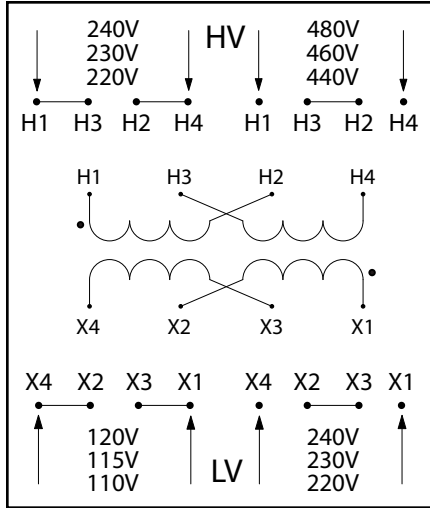 240V HV 480V
230V 460V
220V 440V
H1 H3 H2 H4 H1 H3 H2 H4
H1 H3 H2 H4
X4 X2 X3 X1
X4 X2 X3 X1 X4 X2 X3 X1
120V 240V
115V 230V
110V LV 220V